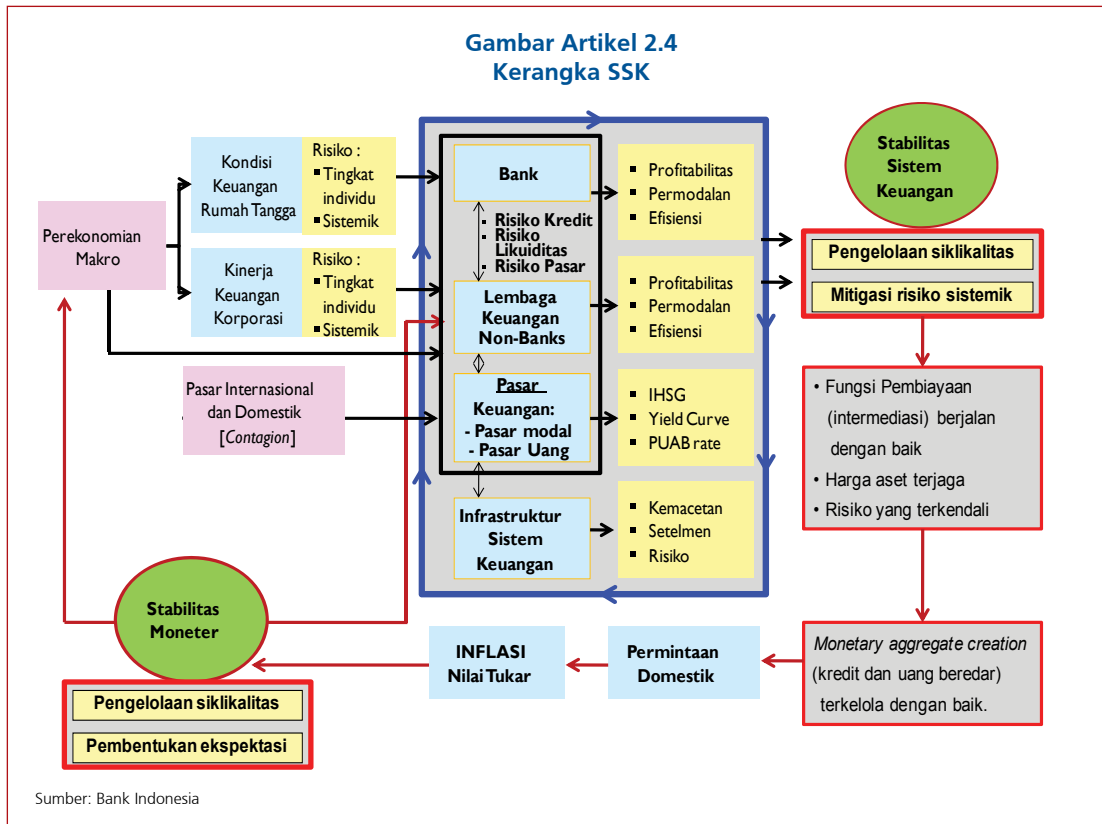 Gambar Artikel 2.4
Kerangka SSK
Perekonomian
Makro
Kondisi
Keuangan
Rumah Tangga
Risiko :
▪Tingkat
individu
▪Sistemik
Kinerja
Keuangan
Korporasi
Risiko :
▪Tingkat
individu
▪Sistemik
Pasar Internasional
dan Domestik
[Contagion]
Bank
▪ Risiko Kredit
▪ Risiko
Likuiditas
▪ Risiko Pasar
Lembaga
Keuangan
Non-Banks
Pasar
Keuangan:
- Pasar modal
- Pasar Uang
Infrastruktur
Sistem
Keuangan
▪ Profitabilitas
▪ Permodalan
▪ Efisiensi
▪ Profitabilitas
▪ Permodalan
▪ Efisiensi
▪ IHSG
▪ Yield Curve
▪ PUAB rate
▪ Kemacetan
▪ Setelmen
▪ Risiko
Stabilitas
Sistem
Keuangan
Pengelolaan siklikalitas
Mitigasi risiko sistemik
• Fungsi Pembiayaan
(intermediasi) berjalan
dengan baik
• Harga aset terjaga
• Risiko yang terkendali
Monetary aggregate creation
(kredit dan uang beredar)
terkelola dengan baik.
Permintaan
Domestik
INFLASI
Nilai Tukar
Stabilitas
Moneter
Pengelolaan siklikalitas
Pembentukan ekspektasi
Sumber: Bank Indonesia